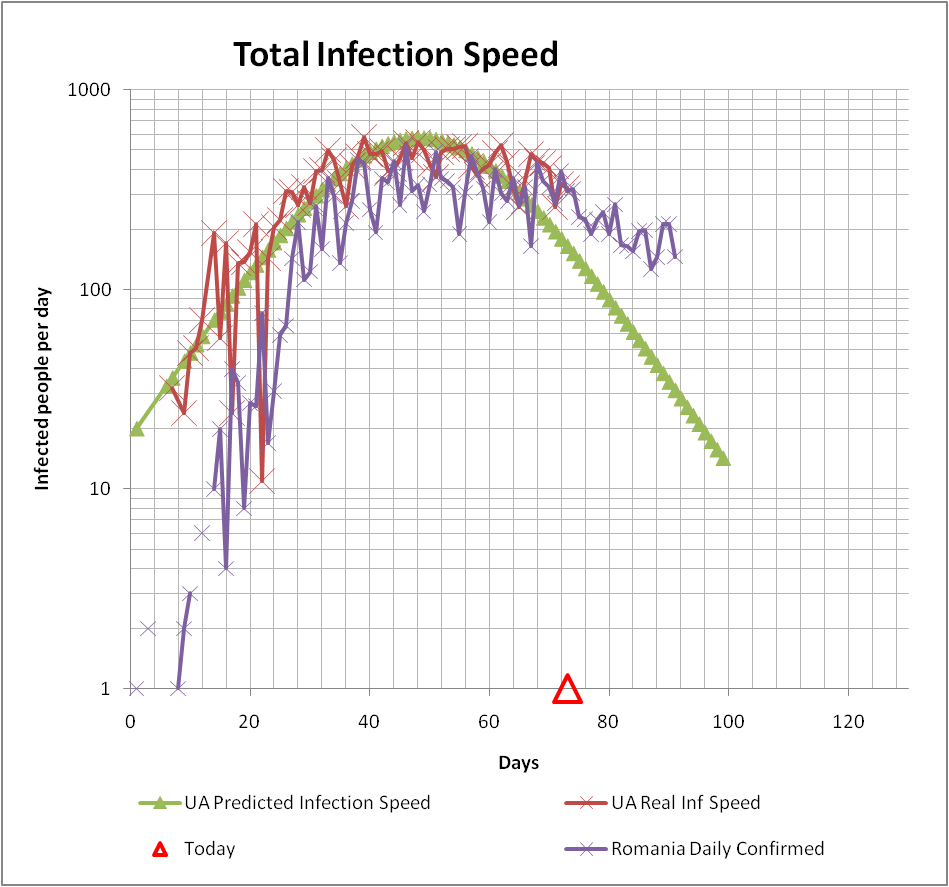 Total Infection Speed
1000
100
10
1
Infected people per day
0 20 40 60 80 100 120
Days
UA Predicted Infection Speed UA Real Inf Speed
Today Romania Daily Confirmed